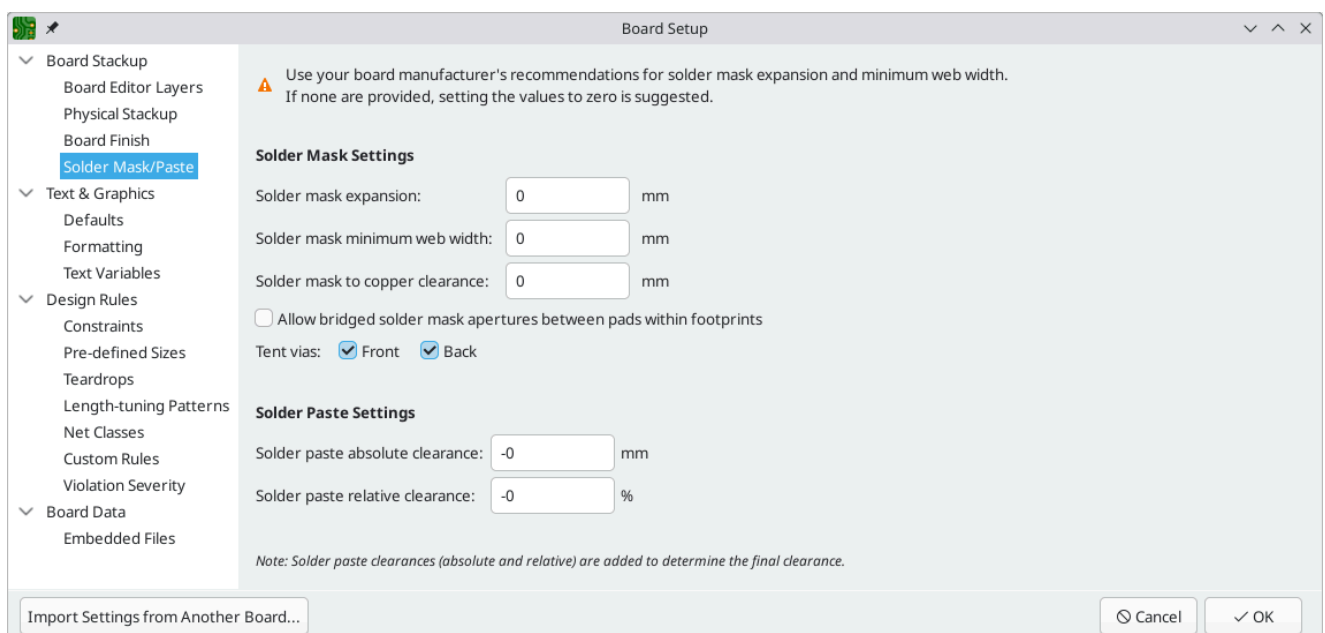 Board Setup
Board Stackup
Board Editor Layers
Physical Stackup
Board Finish
Solder Mask/Paste
Text & Graphics
Defaults
Formatting
Text Variables
Design Rules
Constraints
Pre-defined Sizes
Teardrops
Length-tuning Patterns
Net Classes
Custom Rules
Violation Severity
Board Data
Embedded Files
Use your board manufacturer's recommendations for solder mask expansion and minimum web width.
If none are provided, setting the values to zero is suggested.
Solder Mask Settings
Solder mask expansion: 0 mm
Solder mask minimum web width: 0 mm
Solder mask to copper clearance: 0 mm
Allow bridged solder mask apertures between pads within footprints
Tent vias: Front Back
Solder Paste Settings
Solder paste absolute clearance: -0 mm
Solder paste relative clearance: -0 %
Note: Solder paste clearances (absolute and relative) are added to determine the final clearance.
Import Settings from Another Board... Cancel OK